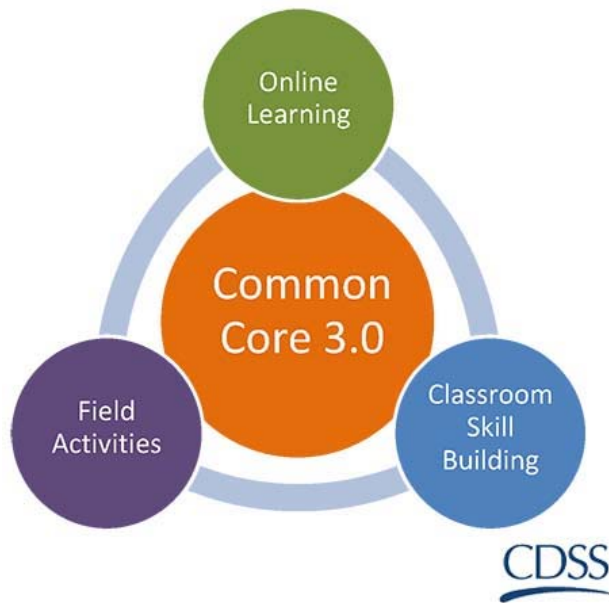 Online
Learning
Common
Core 3.0
Field
Activities
Classroom
Skill
Building
CDSS